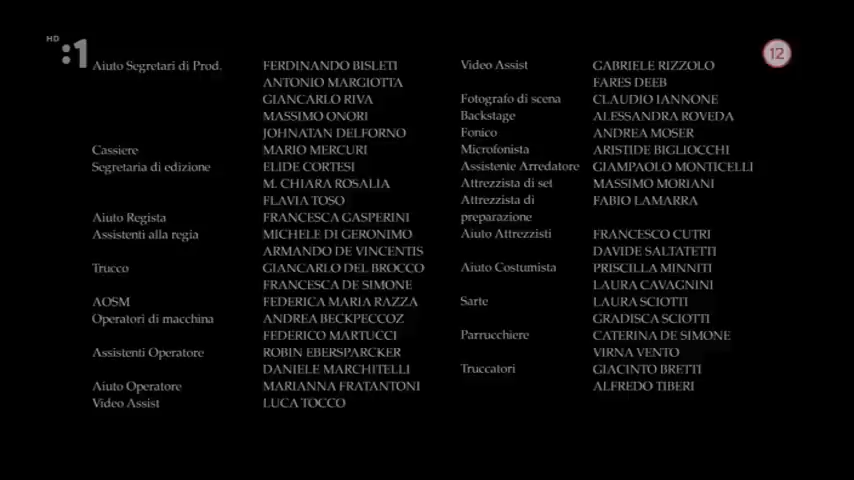 HD
:1
12
Aiuto Segretari di Prod. FERDINANDO BISLETI
ANTONIO MARGIOTTA
GIANCARLO RIVA
MASSIMO ONORI
JOHNATAN DELFORNO
Cassiere MARIO MERCURI
Segretaria di edizione ELIDE CORTESI
M. CHIARA ROSALIA
FLAVIA TOSO
Aiuto Regista FRANCESCA GASPERINI
Assistenti alla regia MICHELE DI GERONIMO
ARMANDO DE VINCENTIS
Trucco GIANCARLO DEL BROCCO
FRANCESCA DE SIMONE
AOSM FEDERICA MARIA RAZZA
Operatori di macchina ANDREA BECKPECCOZ
FEDERICO MARTUCCI
Assistenti Operatore ROBIN EBERSPARCKER
DANIELE MARCHITELLI
Aiuto Operatore MARIANNA FRATANTONI
Video Assist LUCA TOCCO
Video Assist GABRIELE RIZZOLO
FARES DEEB
Fotografo di scena CLAUDIO IANNONE
Backstage ALESSANDRA ROVEDA
Fonico ANDREA MOSER
Microfonista ARISTIDE BIGLIOCCHI
Assistente Arredatore GIAMPAOLO MONTICELLI
Attrezzista di set MASSIMO MORIANI
Attrezzista di FABIO LAMARRA
preparazione
Aiuto Attrezzisti FRANCESCO CUTRI
DAVIDE SALTATETTI
Aiuto Costumista PRISCILLA MINNITI
LAURA CAVAGNINI
Sarte LAURA SCIOTTI
GRADISCA SCIOTTI
Parrucchiere CATERINA DE SIMONE
VIRNA VENTO
Truccatori GIACINTO BRETTI
ALFREDO TIBERI